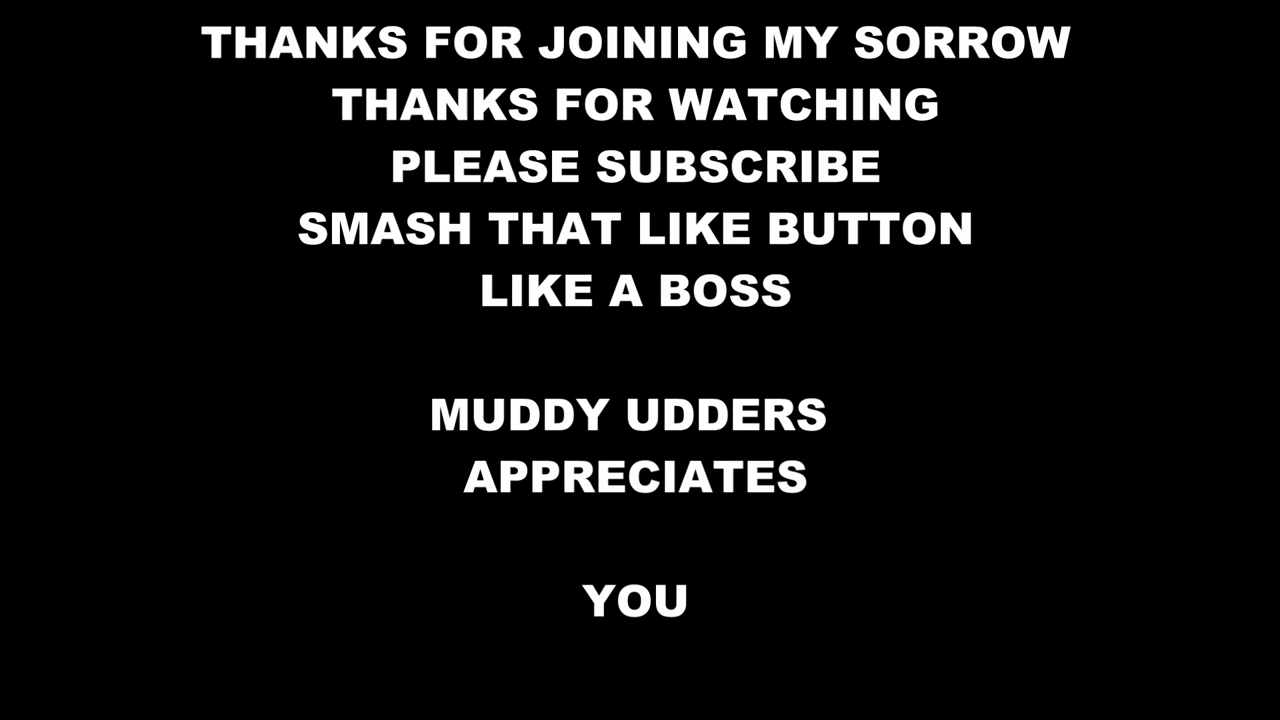 THANKS FOR JOINING MY SORROW
THANKS FOR WATCHING
PLEASE SUBSCRIBE
SMASH THAT LIKE BUTTON
LIKE A BOSS
MUDDY UDDERS
APPRECIATES
YOU